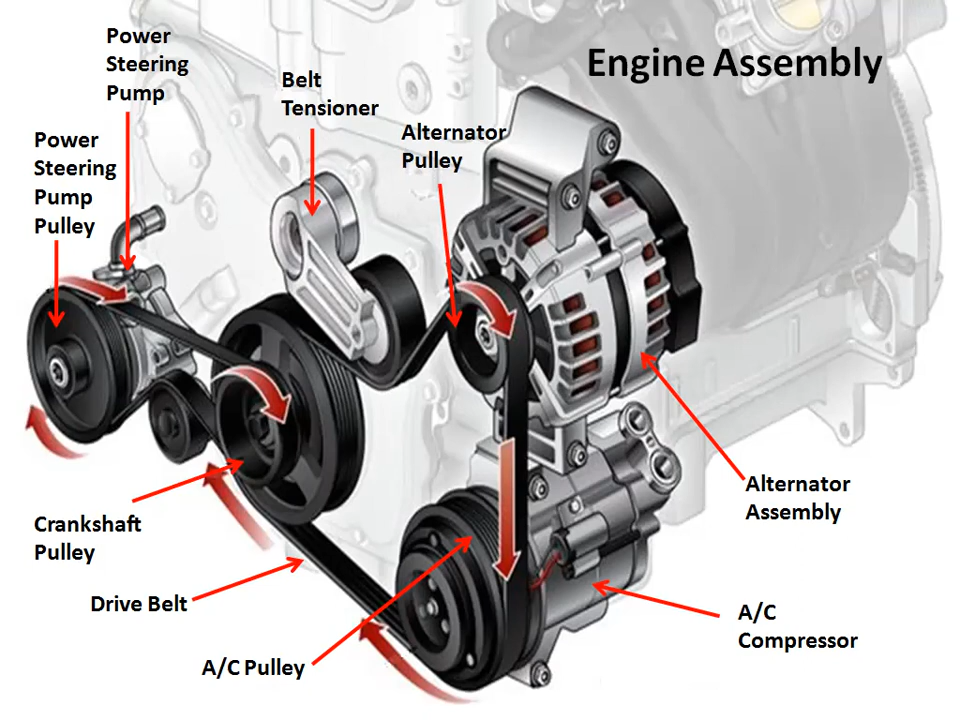 Engine Assembly
Power
Steering
Pump
Belt
Tensioner
Alternator
Pulley
Power
Steering
Pump
Pulley
Alternator
Assembly
Crankshaft
Pulley
Drive Belt
A/C
Compressor
A/C Pulley